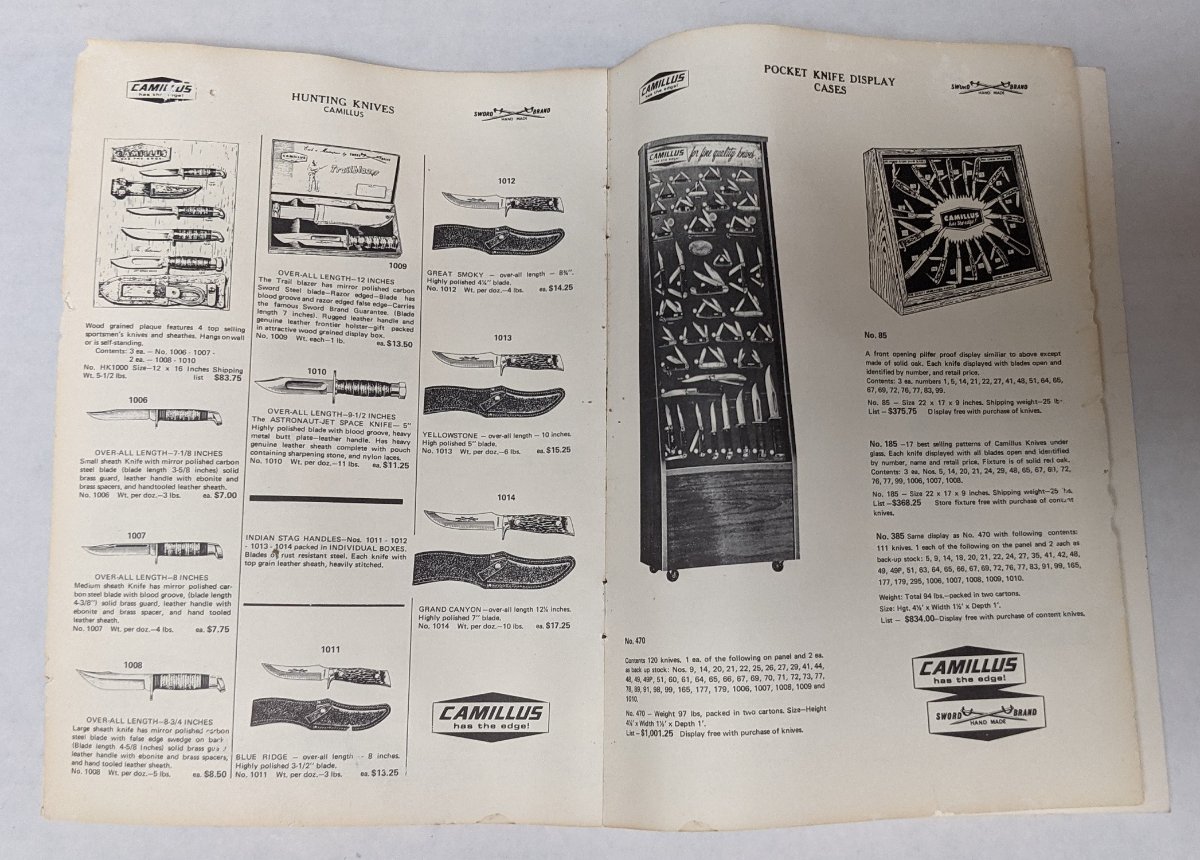 CAMILLUS
HUNTING KNIVES
CAMILLUS
SWORD BRAND
HAND MADE
CAMILLUS
Wood grained plaque features 4 top selling
sportsmen's knives and sheathies. Hangs on wall
or is self-standing.
Contents: 3 ea. – No. 1006 - 1007 -
2 ea. – 1008 - 1010
No. HK1000 Size–12 x 16 Inches Shipping
Wt. 5-1/2 lbs. list $83.75
1006
OVER-ALL LENGTH–7-1/8 INCHES
Small sheath Knife with mirror polished carbon
steel blade (blade length 3-5/8 inches) solid
brass guard, leather handle with ebonite and
brass spacers, and handtooled leather sheath.
No. 1006 Wt. per doz.–3 lbs. ea. $7.00
1007
OVER-ALL LENGTH–8 INCHES
Medium sheath Knife has mirror polished car-
bon steel blade with blood groove, (blade length
4-3/8") solid brass guard, leather handle with
ebonite and brass spacer, and hand tooled
leather sheath.
No. 1007 Wt. per doz.–4 lbs. ea. $7.75
1008
OVER-ALL LENGTH–8-3/4 INCHES
Large sheath knife has mirror polished carbon
steel blade with false edge swedge on back
(Blade length 4-5/8 Inches) solid brass
leather handle with ebonite and brass spacers,
and hand tooled leather sheath.
No. 1008 Wt. per doz.–5 lbs. ea. $8.50
CAMILLUS
Trailblazer
1009
OVER-ALL LENGTH–12 INCHES
The Trail blazer has mirror polished carbon
Sword Steel blade–Razor edged–Blade has
blood groove and razor edged false edge–Carries
the famous Sword Brand Guarantee. (Blade
length 7 inches). Rugged leather handle and
genuine leather frontier holster–gift packed
in attractive wood grained display box.
No. 1009 Wt. each–1 lb. ea. $13.50
1010
OVER-ALL LENGTH–9-1/2 INCHES
The ASTRONAUT-JET SPACE KNIFE– 5"
Highly polished blade with blood groove, heavy
metal butt plate–leather handle. Has heavy
genuine leather sheath complete with pouch
containing sharpening stone, and nylon laces.
No. 1010 Wt. per doz.–11 lbs. ea. $11.25
INDIAN STAG HANDLES–Nos. 1011 - 1012
- 1013 - 1014 packed in INDIVIDUAL BOXES.
Blades of rust resistant steel. Each knife with
top grain leather sheath, heavily stitched.
1011
BLUE RIDGE – over-all length - 8 inches.
Highly polished 3-1/2" blade.
No. 1011 Wt. per doz.–3 lbs. ea. $13.25
1012
GREAT SMOKY – over-all length – 8¾".
Highly polished 4¼" blade.
No. 1012 Wt. per doz.–4 lbs. ea. $14.25
1013
YELLOWSTONE – over-all length – 10 inches.
High polished 5" blade.
No. 1013 Wt. per doz.–6 lbs. ea. $15.25
1014
GRAND CANYON–over-all length 12¼ inches.
Highly polished 7" blade.
No. 1014 Wt. per doz.–10 lbs. ea. $17.25
CAMILLUS
has the edge!
CAMILLUS
has the edge!
POCKET KNIFE DISPLAY
CASES
SWORD BRAND
HAND MADE
CAMILLUS for fine quality knives
No. 470
Contents 120 knives. 1 ea. of the following on panel and 2 ea.
as back up stock: Nos. 9, 14, 20, 21, 22, 25, 26, 27, 29, 41, 44,
48, 49, 49P, 51, 60, 61, 64, 65, 66, 67, 69, 70, 71, 72, 73, 77,
78, 89, 91, 98, 99, 165, 177, 179, 1006, 1007, 1008, 1009 and
1010.
No. 470 – Weight 97 lbs, packed in two cartons. Size–Height
4½' x Width 1½' x Depth 1'.
List –$1,001.25 Display free with purchase of knives.
CAMILLUS
has the edge!
No. 85
A front opening pilfer proof display similiar to above except
made of solid oak. Each knife displayed with blades open and
identified by number, and retail price.
Contents: 3 ea. numbers 1, 5, 14, 21, 22, 27, 41, 48, 51, 64, 65,
67, 69, 72, 76, 77, 83, 99.
No. 85 – Size 22 x 17 x 9 inches. Shipping weight–25 lb.
List – $375.75 Display free with purchase of knives.
No. 185 –17 best selling patterns of Camillus Knives under
glass. Each knife displayed with all blades open and identified
by number, name and retail price. Fixture is of solid red oak.
Contents: 3 ea, Nos. 5, 14, 20, 21, 24, 29, 48, 65, 67, 69, 72,
76, 77, 99, 1006, 1007, 1008.
No. 185 – Size 22 x 17 x 9 inches. Shipping weight–25 lbs.
List –$368.25 Store fixture free with purchase of content
knives.
No. 385 Same display as No. 470 with following contents:
111 knives. 1 each of the following on the panel and 2 each as
back-up stock: 5, 9, 14, 18, 20, 21, 22, 24, 27, 35, 41, 42, 48,
49, 49P, 51, 63, 64, 65, 66, 67, 69, 72, 76, 77, 83, 91, 99, 165,
177, 179, 295, 1006, 1007, 1008, 1009, 1010.
Weight: Total 94 lbs.–packed in two cartons.
Size: Hgt. 4½' x Width 1½' x Depth 1'.
List – $834.00–Display free with purchase of content knives.
CAMILLUS
has the edge!
SWORD BRAND
HAND MADE